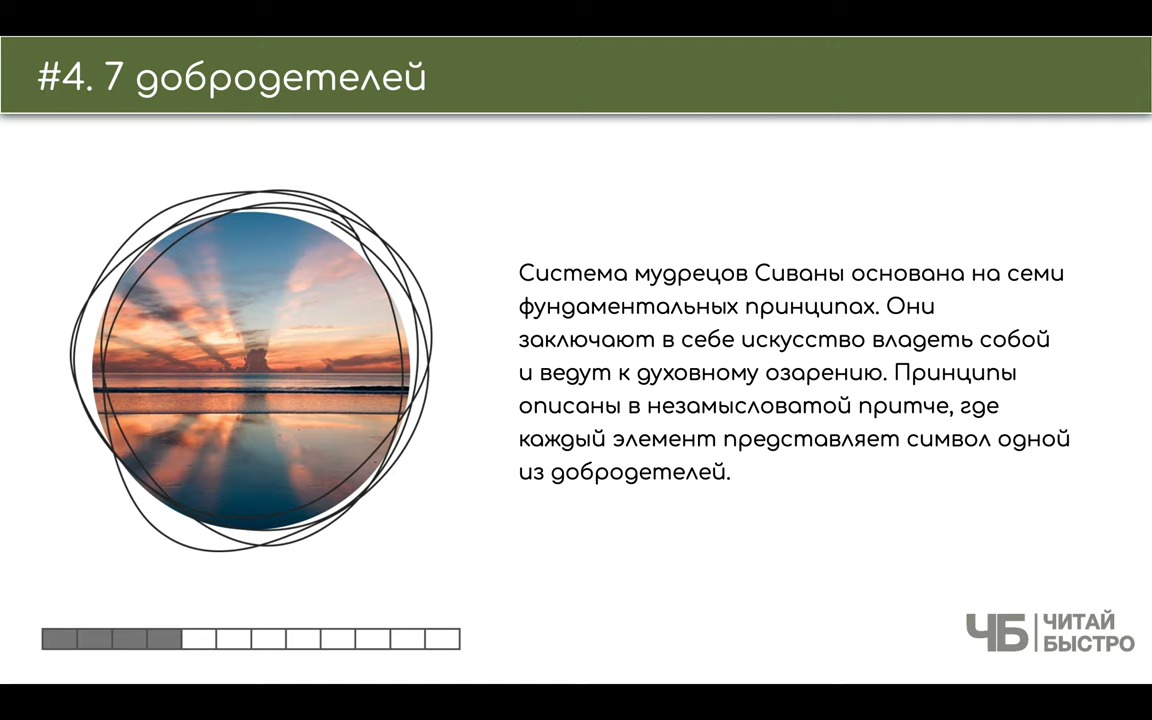 #4. 7 добродетелей
Система мудрецов Сиваны основана на семи
фундаментальных принципах. Они
заключают в себе искусство владеть собой
и ведут к духовному озарению. Принципы
описаны в незамысловатой притче, где
каждый элемент представляет символ одной
из добродетелей.
ЧБ
ЧИТАЙ
БЫСТРО